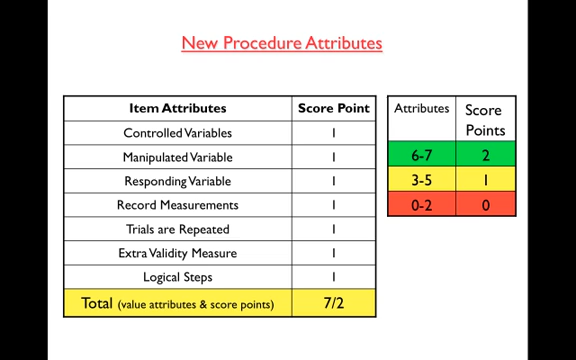 New Procedure Attributes
Item Attributes Score Point
Controlled Variables 1
Manipulated Variable 1
Responding Variable 1
Record Measurements 1
Trials are Repeated 1
Extra Validity Measure 1
Logical Steps 1
Total (value attributes & score points) 7/2
Attributes Score
Points
6-7 2
3-5 1
0-2 0